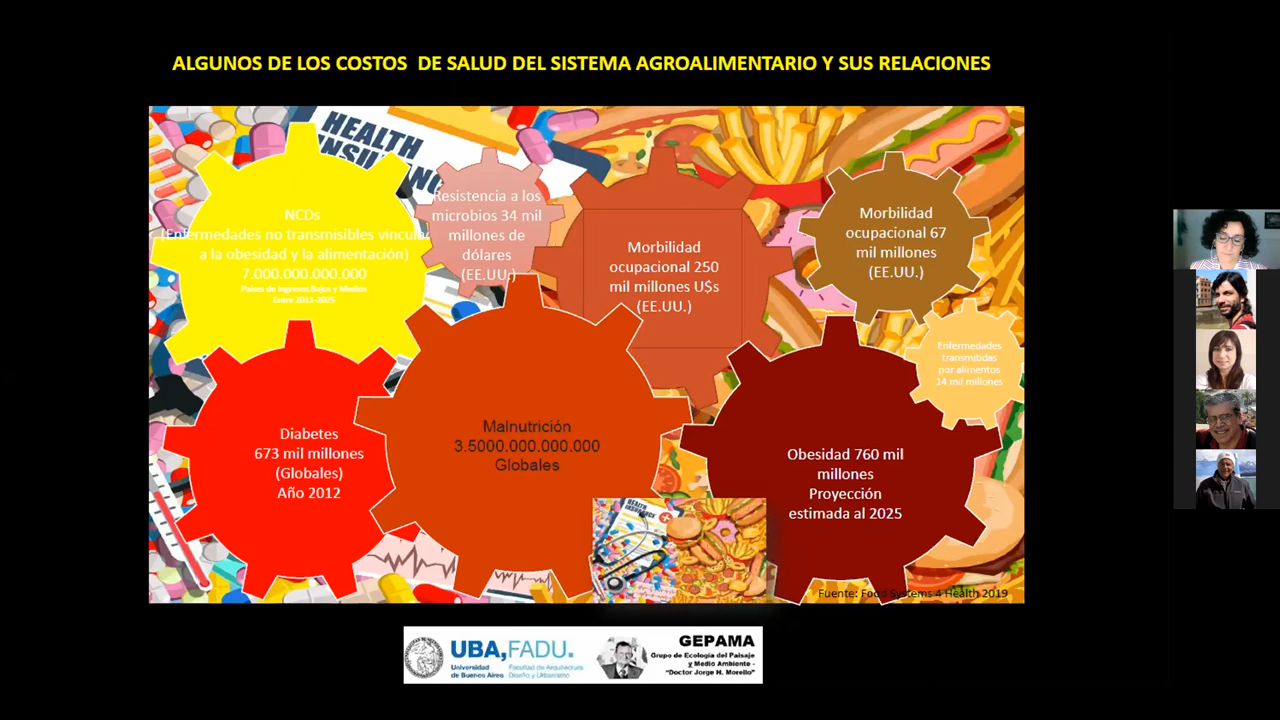 ALGUNOS DE LOS COSTOS DE SALUD DEL SISTEMA AGROALIMENTARIO Y SUS RELACIONES
HEALTH
INSURANCE
NCDs
(Enfermedades no transmisibles
a la obesidad y la alimentación)
7.000.000.000.000
Países de Ingresos Bajos y Medios
Entre 2011-2025
Resistencia a los
microbios 34 mil
millones de
dólares
(EE.UU.)
Morbilidad
ocupacional 250
mil millones U$s
(EE.UU.)
Morbilidad
ocupacional 67
mil millones
(EE.UU.)
Enfermedades
transmitidas
por alimentos
14 mil millones
Diabetes
673 mil millones
(Globales)
Año 2012
Malnutrición
3.5000.000.000.000
Globales
Obesidad 760 mil
millones
Proyección
estimada al 2025
HEALTH
INSURANCE
Fuente: Food Systems 4 Health 2019
UBA, FADU.
Universidad
de Buenos Aires
Facultad de Arquitectura
Diseño y Urbanismo
GEPAMA
Grupo de Ecología del Paisaje
y Medio Ambiente -
"Doctor Jorge H. Morello"